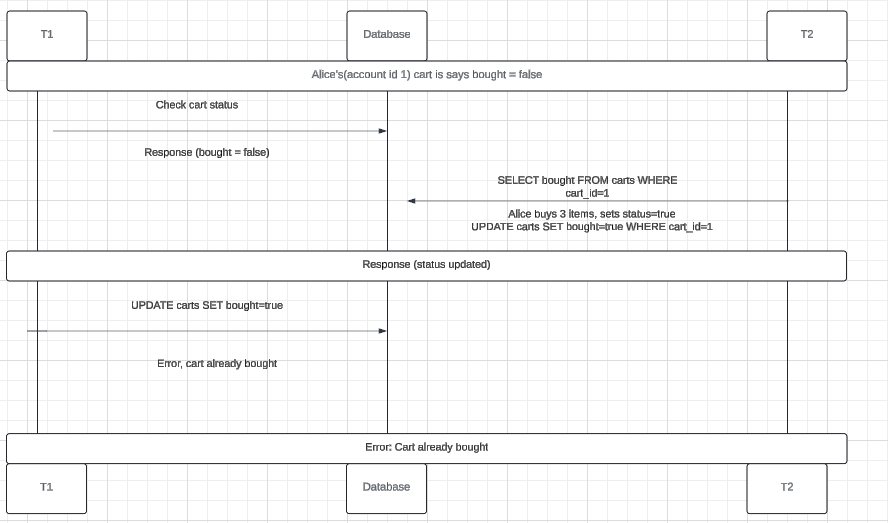 T1
Database
T2
Alice's(account id 1) cart is says bought = false
Check cart status
Response (bought = false)
SELECT bought FROM carts WHERE
cart_id=1
Alice buys 3 items, sets status=true
UPDATE carts SET bought=true WHERE cart_id=1
Response (status updated)
UPDATE carts SET bought=true
Error, cart already bought
Error: Cart already bought
T1
Database
T2